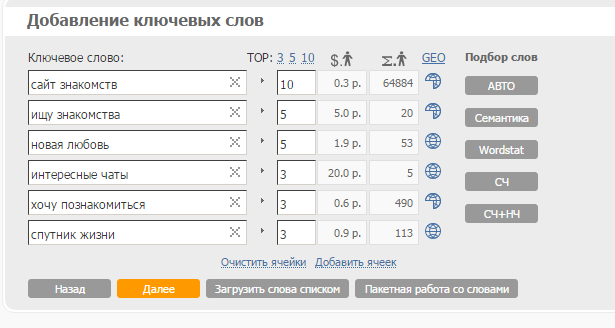 Добавление ключевых слов
Ключевое слово: TOP: 3 5 10 $. Σ. GEO Подбор слов
сайт знакомств 10 0.3 р. 64884 АВТО
ищу знакомства 5 5.0 р. 20 Семантика
новая любовь 5 1.9 р. 53 Wordstat
интересные чаты 3 20.0 р. 5 СЧ
хочу познакомиться 3 0.6 р. 490 СЧ+НЧ
спутник жизни 3 0.9 р. 113
Очистить ячейки Добавить ячеек
Назад Далее Загрузить слова списком Пакетная работа со словами